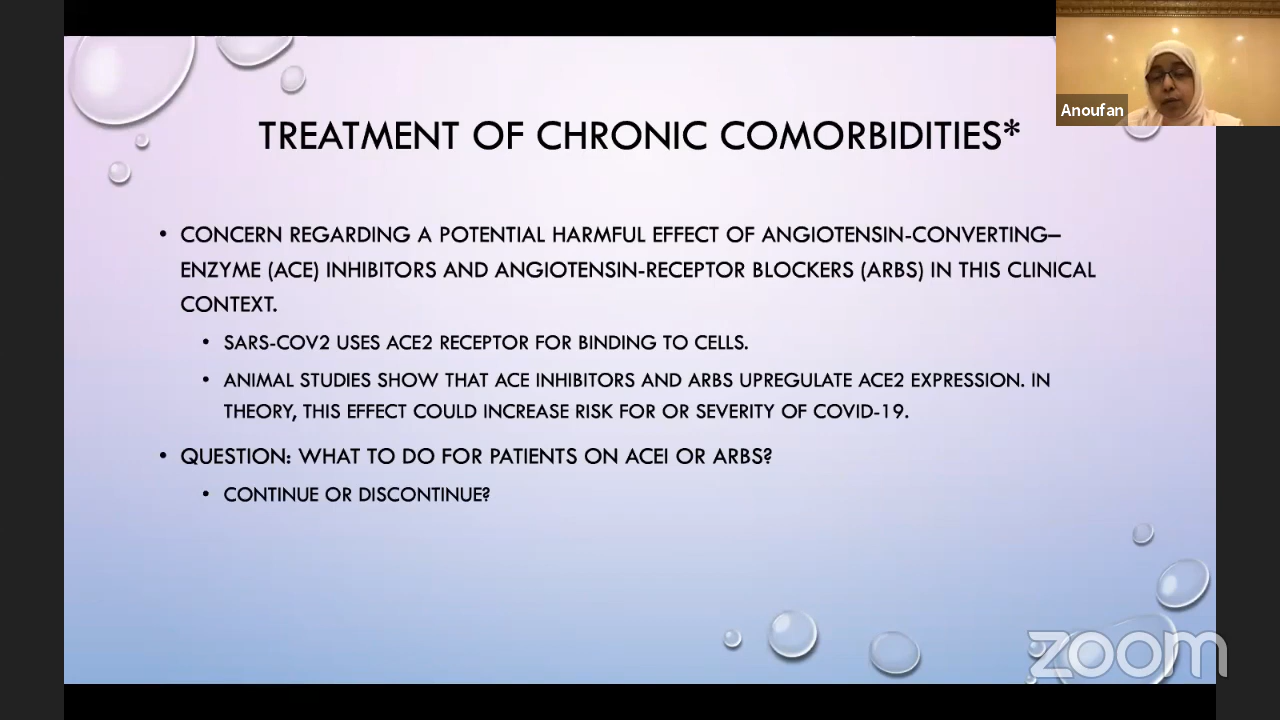 Anoufan
TREATMENT OF CHRONIC COMORBIDITIES*
• CONCERN REGARDING A POTENTIAL HARMFUL EFFECT OF ANGIOTENSIN-CONVERTING–
ENZYME (ACE) INHIBITORS AND ANGIOTENSIN-RECEPTOR BLOCKERS (ARBS) IN THIS CLINICAL
CONTEXT.
• SARS-COV2 USES ACE2 RECEPTOR FOR BINDING TO CELLS.
• ANIMAL STUDIES SHOW THAT ACE INHIBITORS AND ARBS UPREGULATE ACE2 EXPRESSION. IN
THEORY, THIS EFFECT COULD INCREASE RISK FOR OR SEVERITY OF COVID-19.
• QUESTION: WHAT TO DO FOR PATIENTS ON ACEI OR ARBS?
• CONTINUE OR DISCONTINUE?
zoom